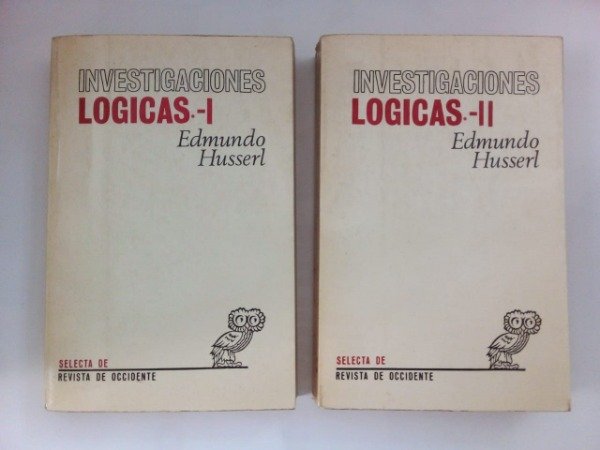 INVESTIGACIONES
LOGICAS.-I
Edmundo
Husserl
SELECTA DE
REVISTA DE OCCIDENTE
INVESTIGACIONES
LOGICAS.-II
Edmundo
Husserl
SELECTA DE
REVISTA DE OCCIDENTE